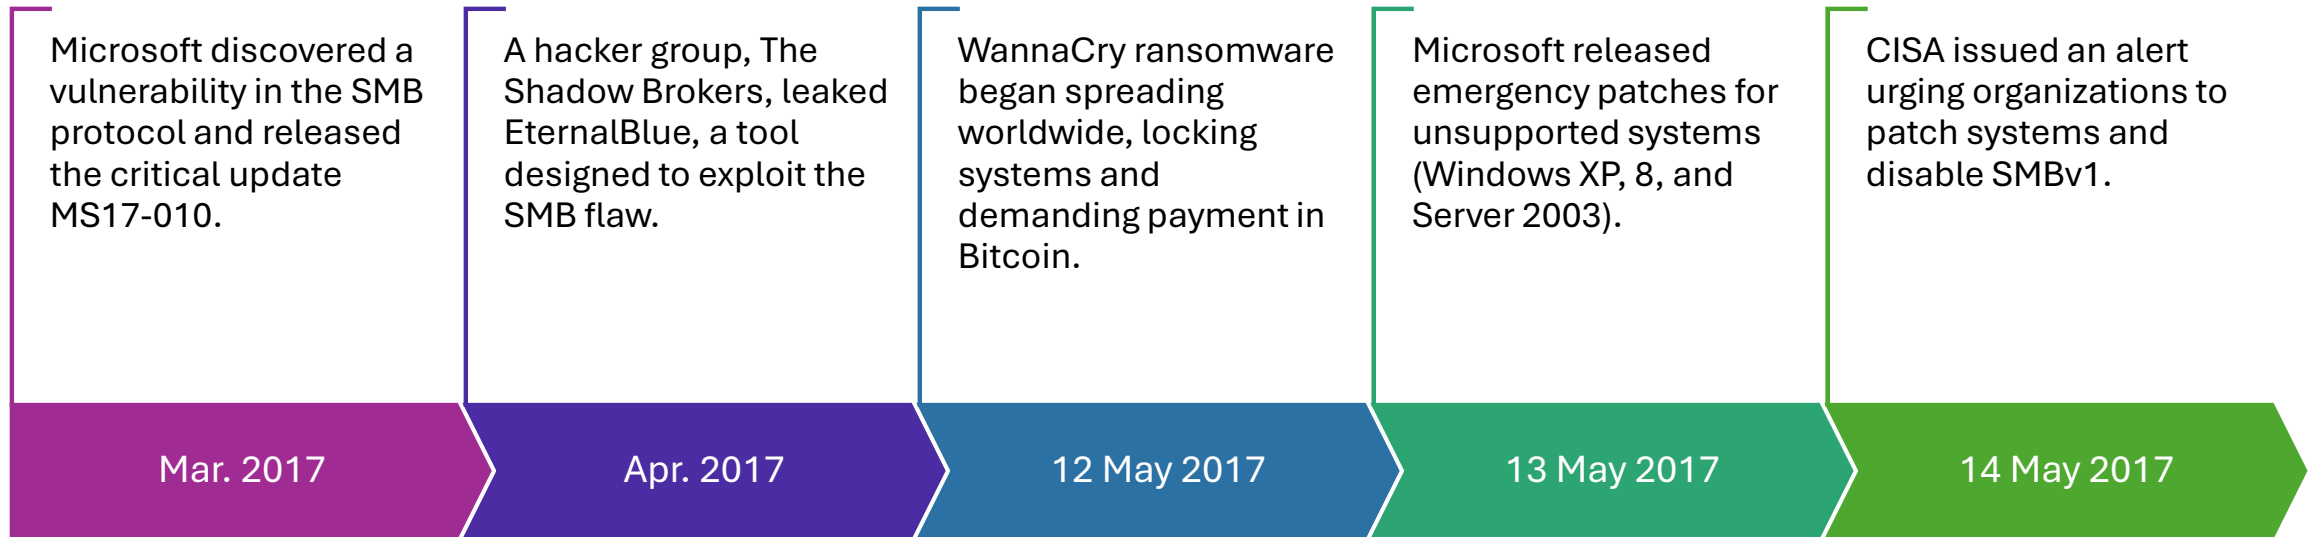 Microsoft discovered a
vulnerability in the SMB
protocol and released
the critical update
MS17-010.
A hacker group, The
Shadow Brokers, leaked
EternalBlue, a tool
designed to exploit the
SMB flaw.
WannaCry ransomware
began spreading
worldwide, locking
systems and
demanding payment in
Bitcoin.
Microsoft released
emergency patches for
unsupported systems
(Windows XP, 8, and
Server 2003).
CISA issued an alert
urging organizations to
patch systems and
disable SMBv1.
Mar. 2017
Apr. 2017
12 May 2017
13 May 2017
14 May 2017